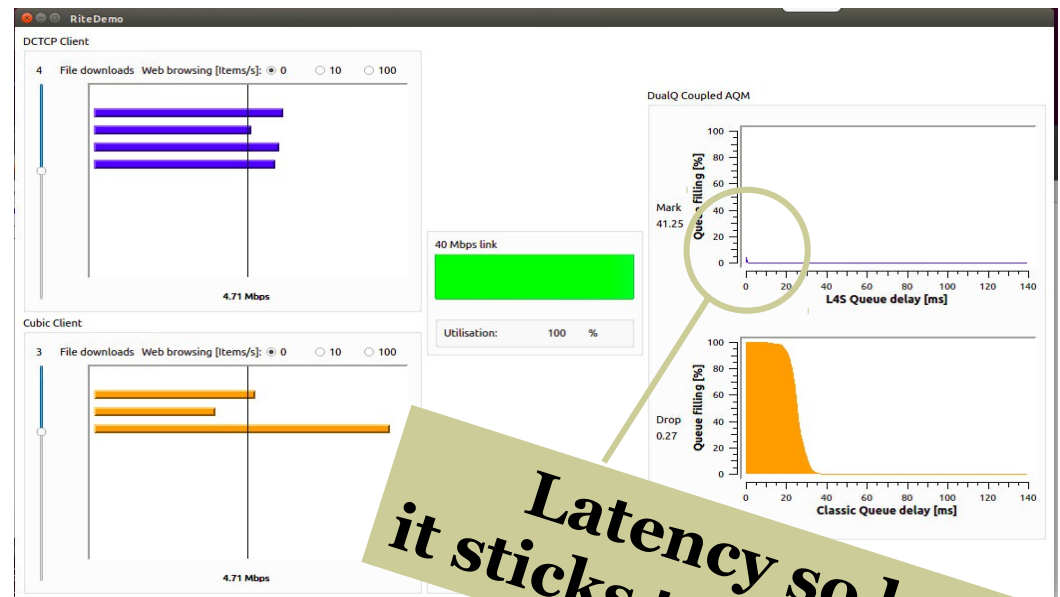 RiteDemo
DCTCP Client
4 File downloads Web browsing [Items/s]: 0 10 100
4.71 Mbps
Cubic Client
3 File downloads Web browsing [Items/s]: 0 10 100
4.71 Mbps
40 Mbps link
Utilisation: 100 %
DualQ Coupled AQM
Mark
41.25
Queue filling [%]
100
80
60
40
20
0
0 20 40 60 80 100 120 140
L4S Queue delay [ms]
Drop
0.27
Queue filling [%]
100
80
60
40
20
0
0 20 40 60 80 100 120 140
Classic Queue delay [ms]
Latency so
it sticks